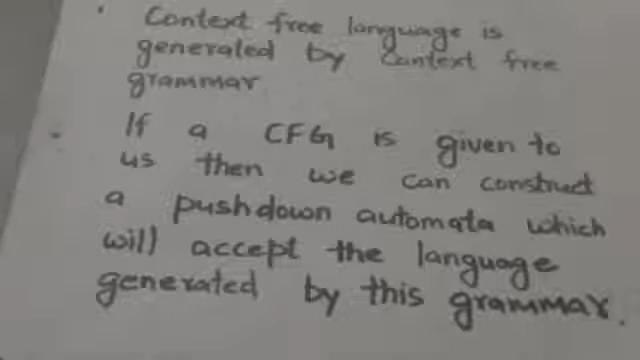 Context free language is
generated by Context free
grammar
If a CFG is given to
us then we can construct
a pushdown automata which
will accept the language
generated by this grammar.